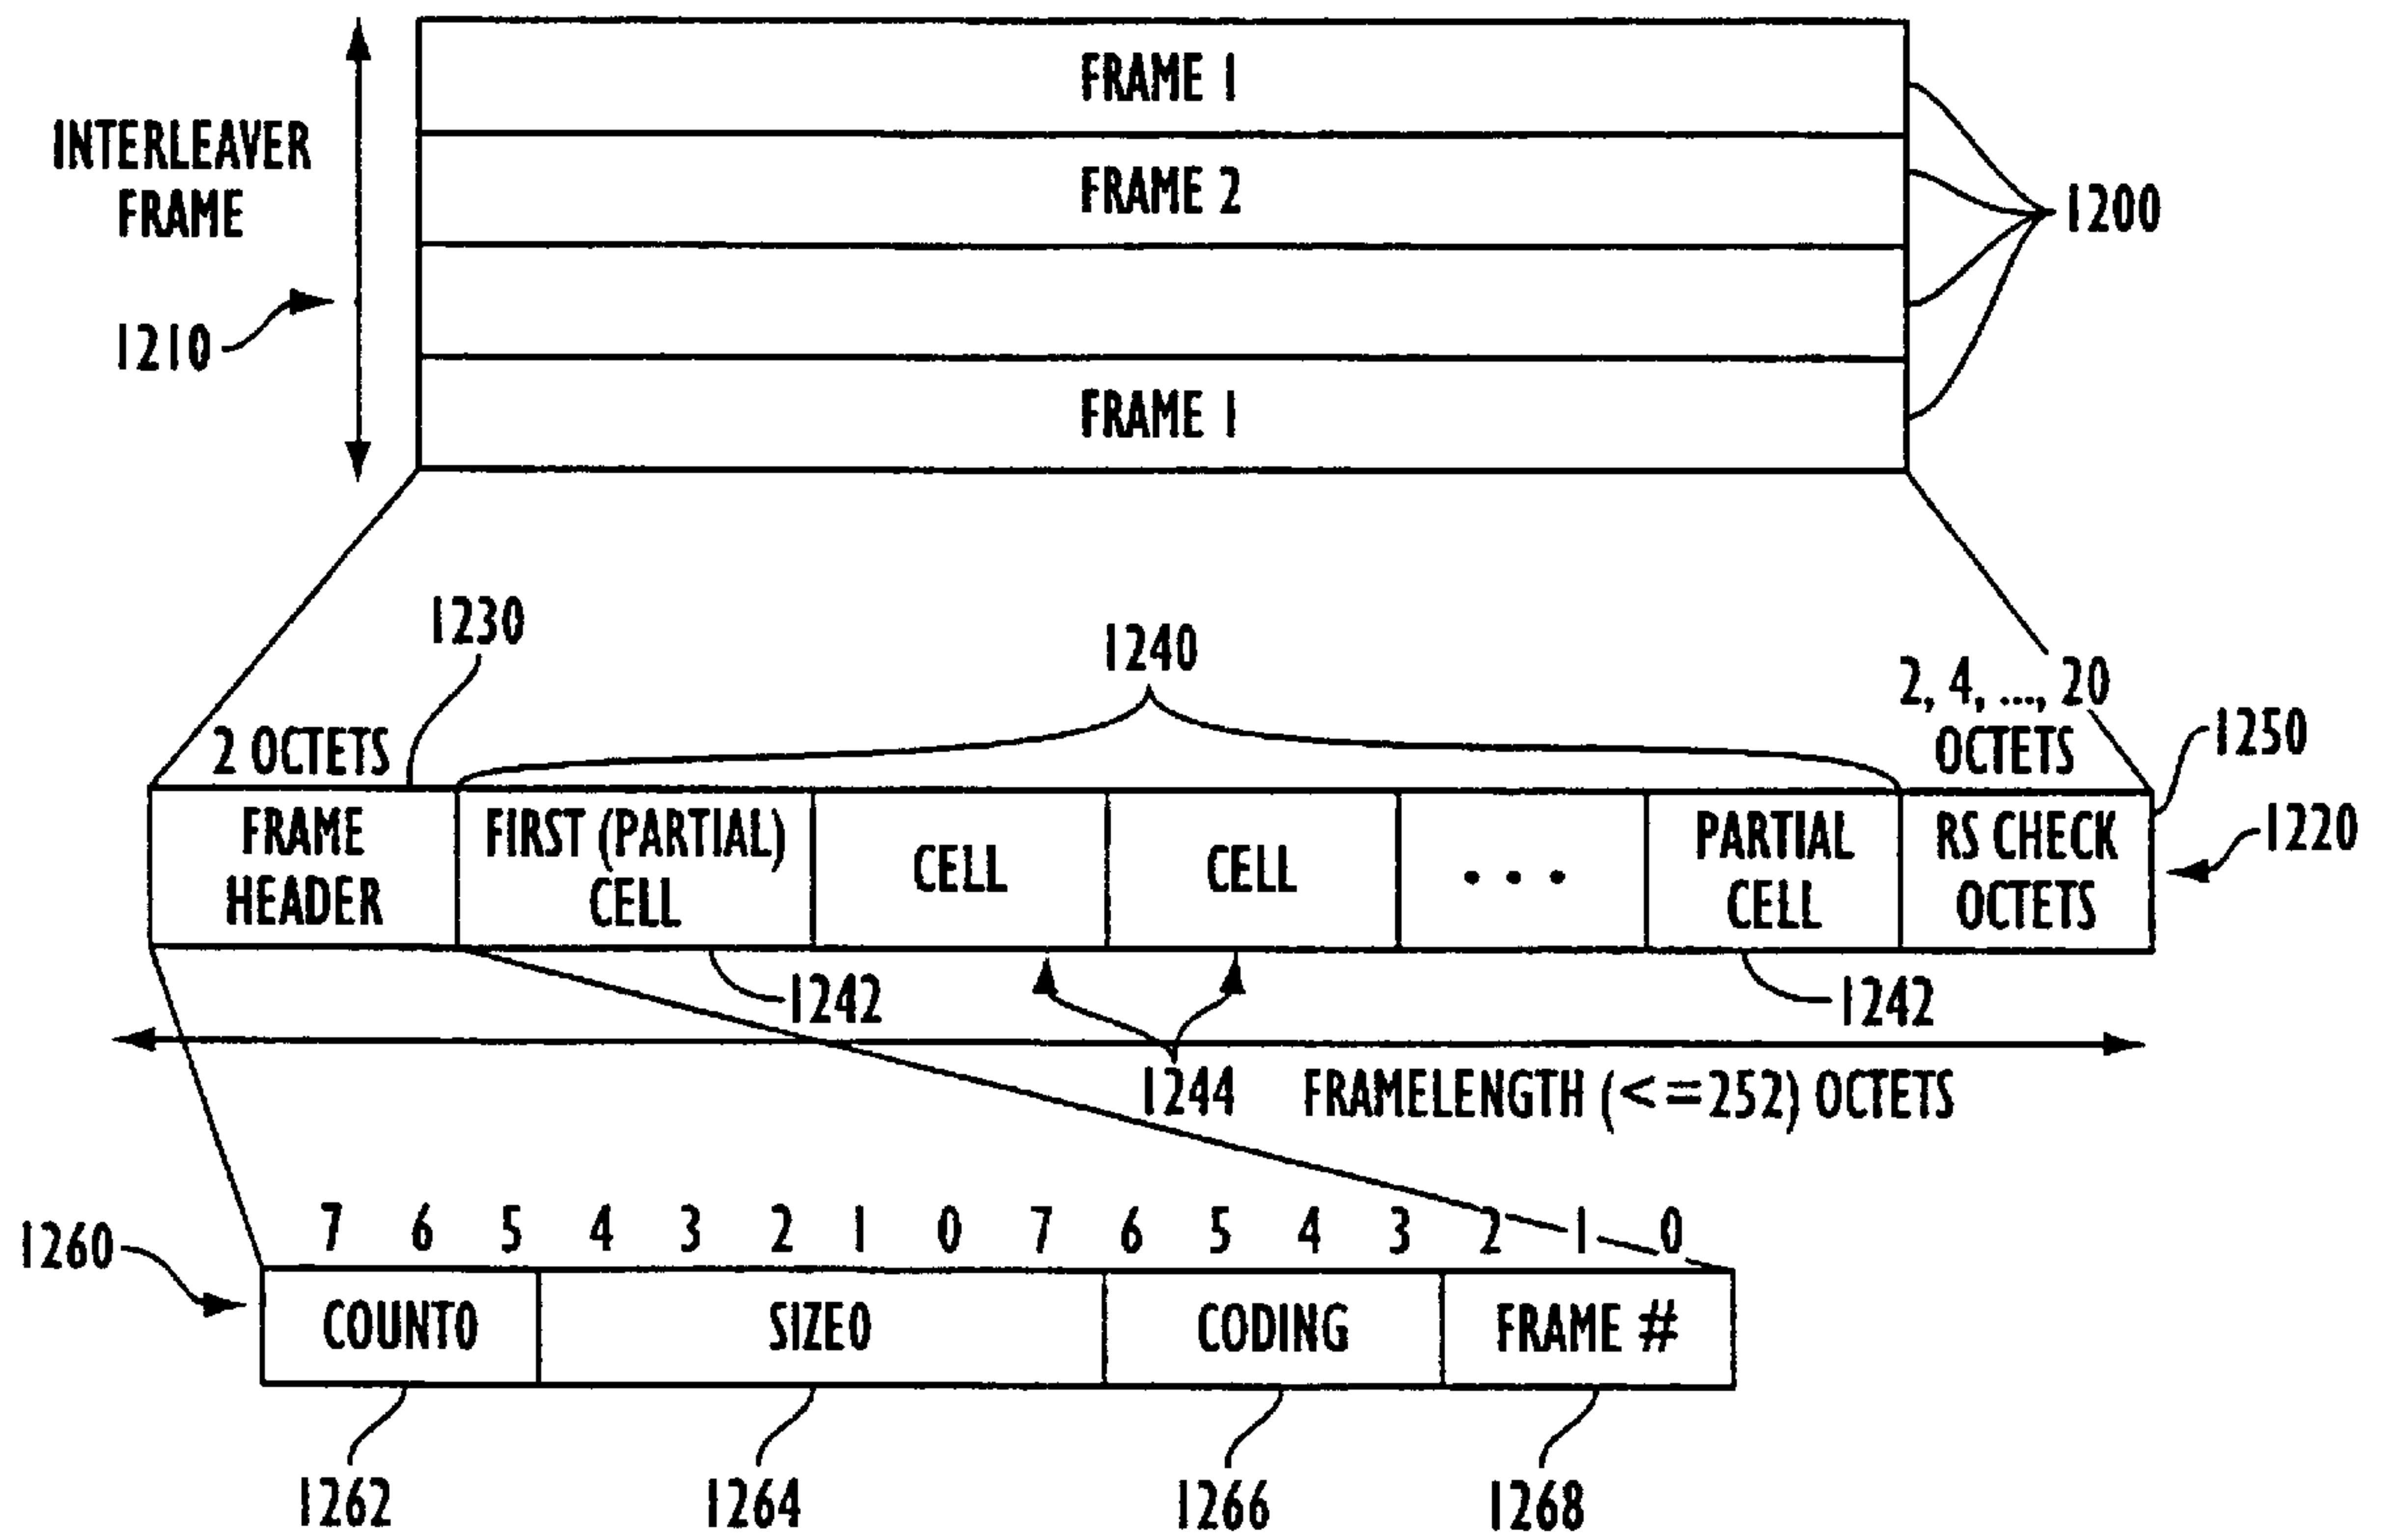 FRAME 1
INTERLEAVER
FRAME
FRAME 2
1200
1210
FRAME 1
1230
1240
2, 4, ...., 20
OCTETS
2 OCTETS
1250
FRAME
HEADER
FIRST (PARTIAL)
CELL
CELL
CELL
• • •
PARTIAL
CELL
RS CHECK
OCTETS
1220
1242
1242
1244
FRAMELENGTH (<=252) OCTETS
7 6 5 4 3 2 1 0 7 6 5 4 3 2 1 0
1260
COUNT0
SIZE0
CODING
FRAME #
1262
1264
1266
1268